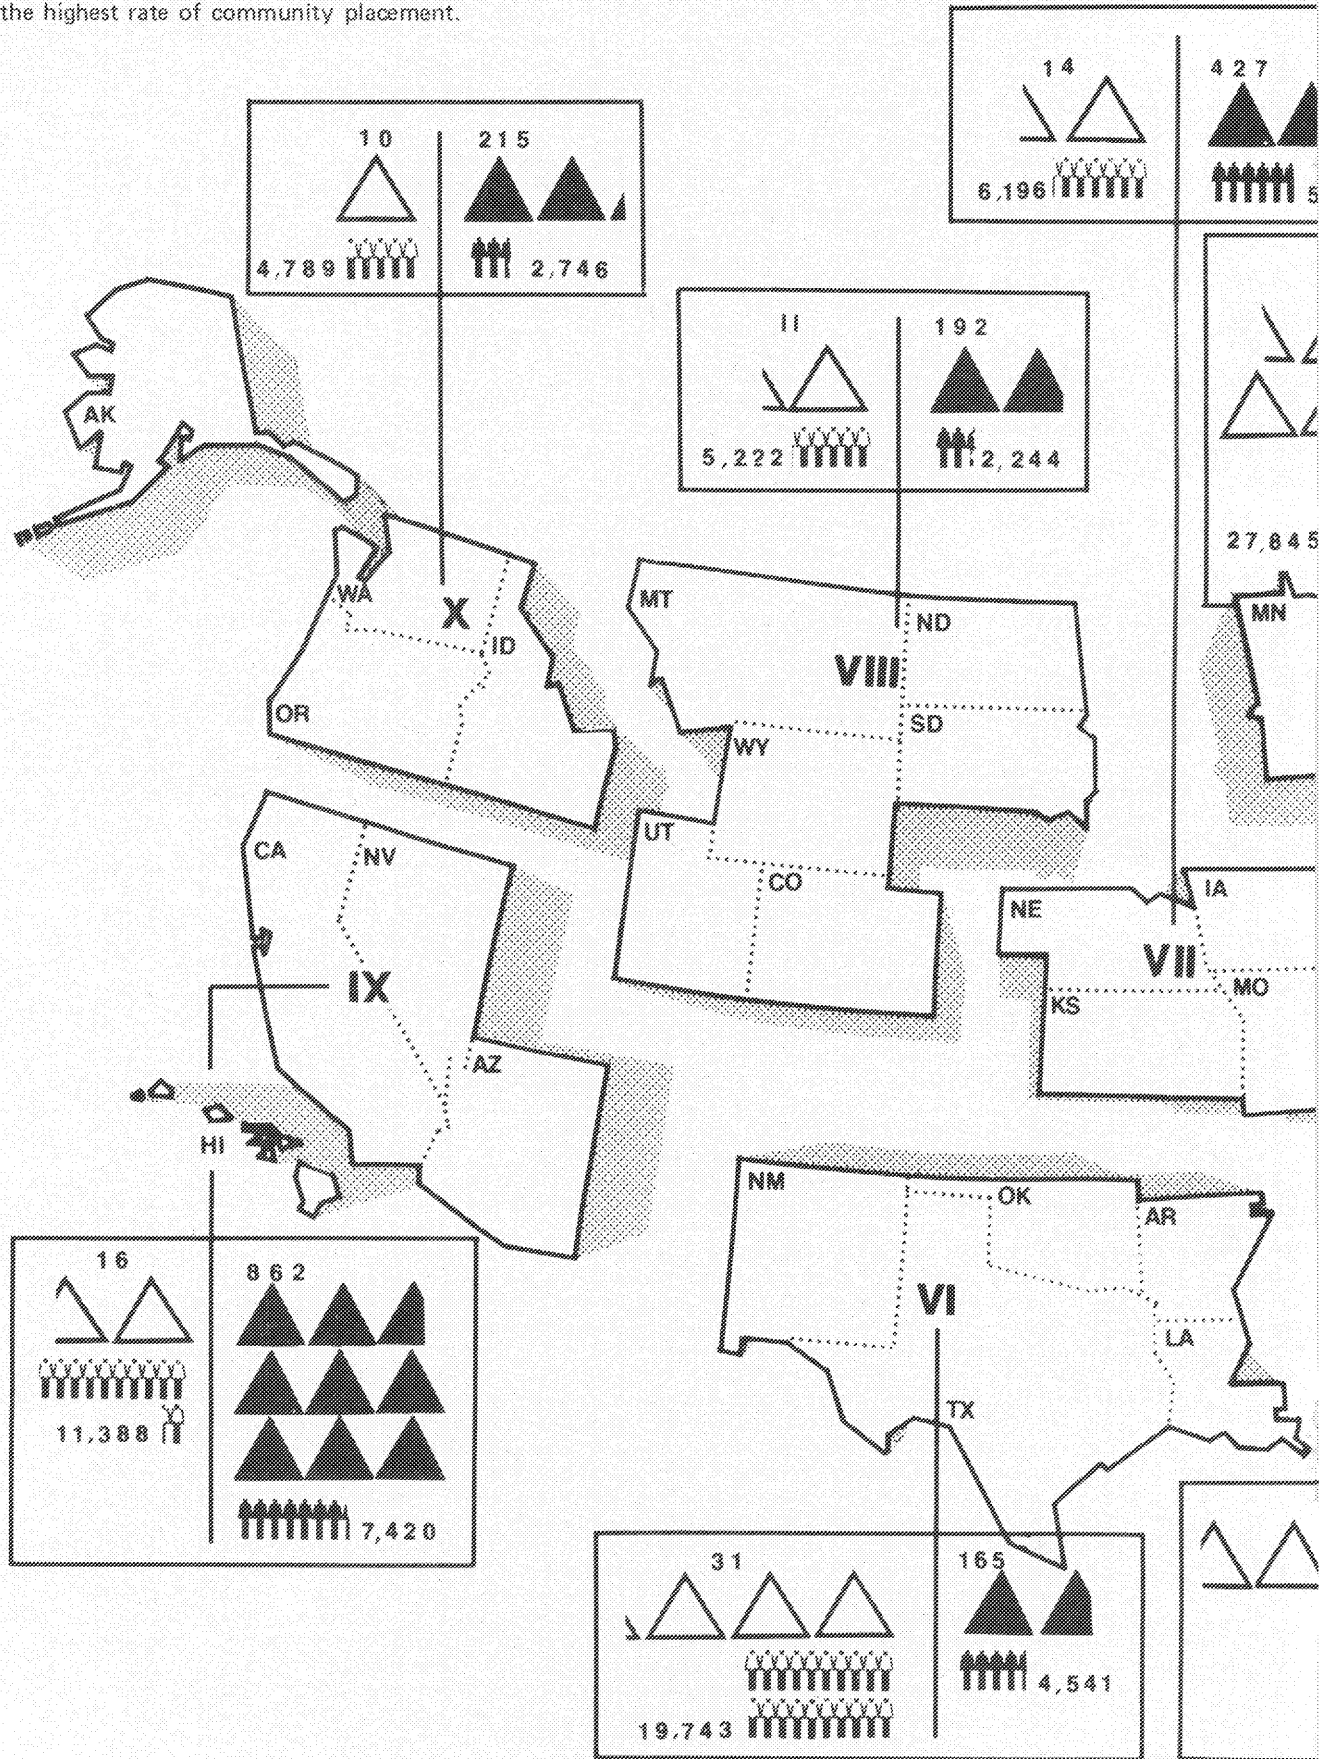 the highest rate of community placement.
14 427
6,196 5
10 215
4,789 2,746
11 192
5,222 2,244
27,845
AK
WA
X
ID
OR
MT
ND
VIII
SD
WY
UT
CO
MN
CA
NV
IX
AZ
HI
NE
IA
VII
MO
KS
NM
OK
AR
VI
LA
TX
16 862
11,388
7,420
31 165
4,541
19,743